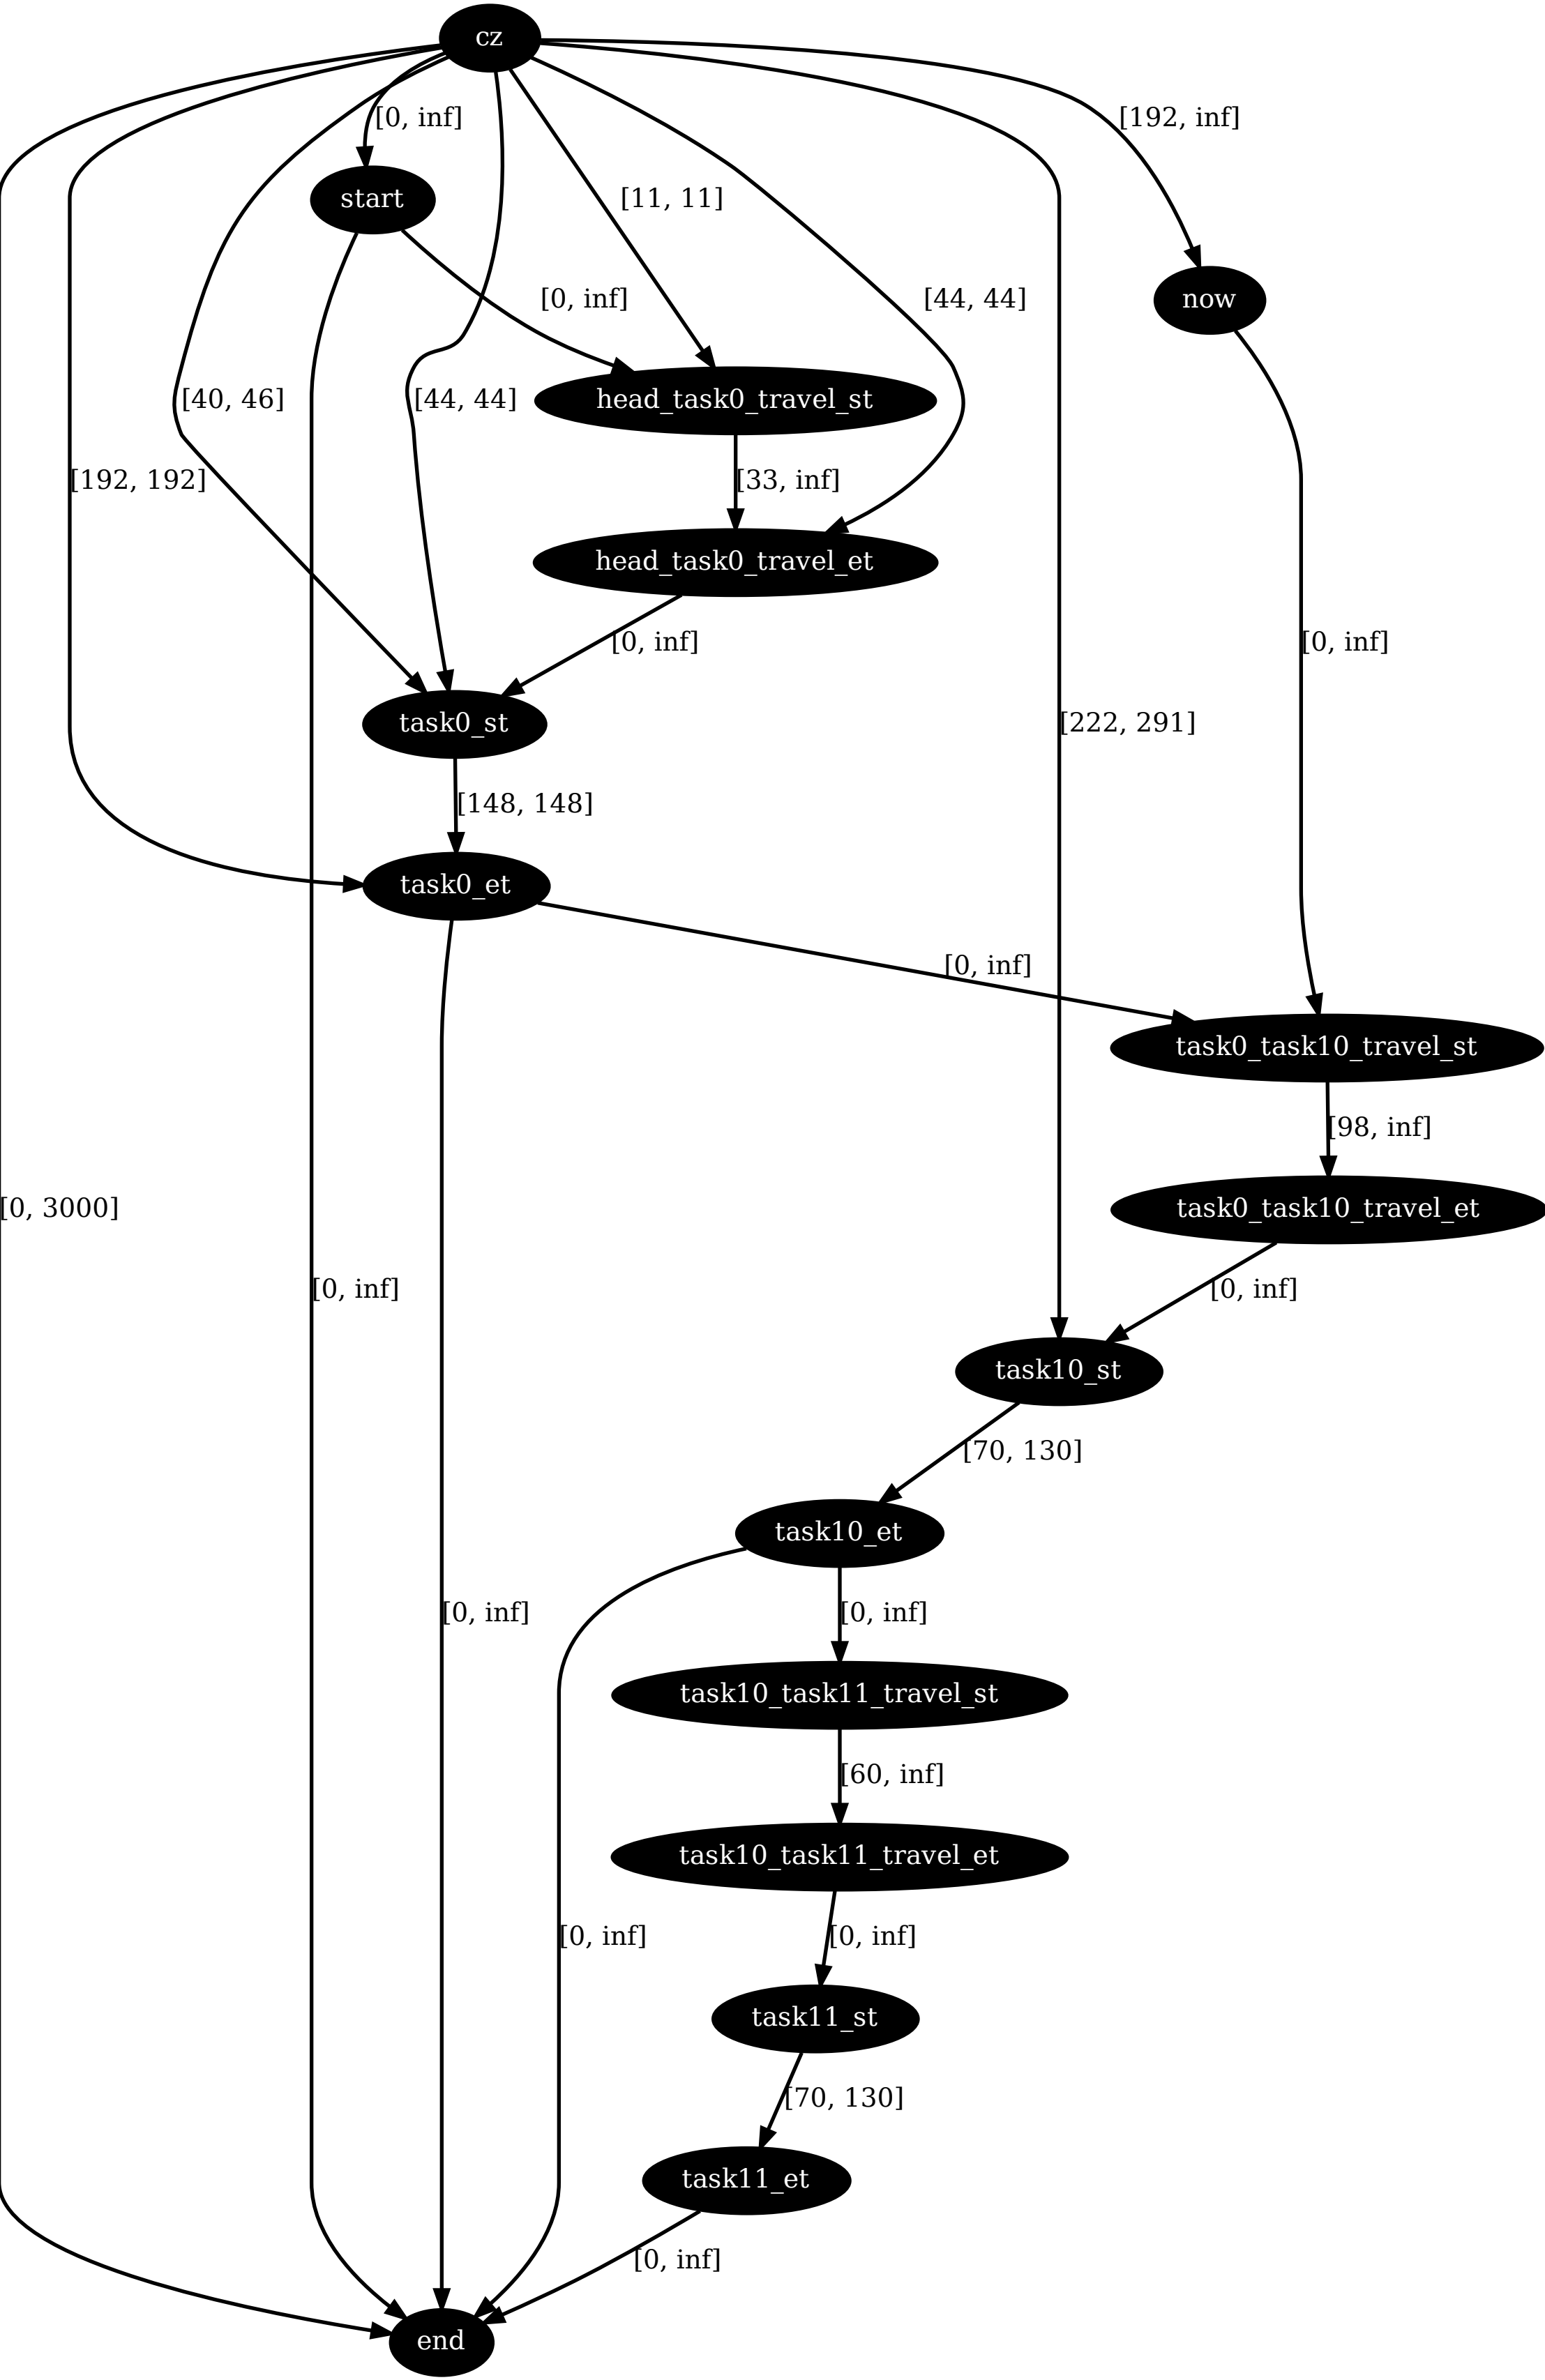 cz
[0, inf]
[192, inf]
start
[11, 11]
now
[0, inf]
[44, 44]
head_task0_travel_st
[40, 46]
[44, 44]
[192, 192]
[33, inf]
head_task0_travel_et
[0, inf]
[0, inf]
task0_st
[222, 291]
[148, 148]
task0_et
[0, inf]
task0_task10_travel_st
[98, inf]
[0, 3000]
task0_task10_travel_et
[0, inf]
[0, inf]
task10_st
[70, 130]
task10_et
[0, inf]
[0, inf]
task10_task11_travel_st
[60, inf]
task10_task11_travel_et
[0, inf]
[0, inf]
task11_st
[70, 130]
task11_et
[0, inf]
end